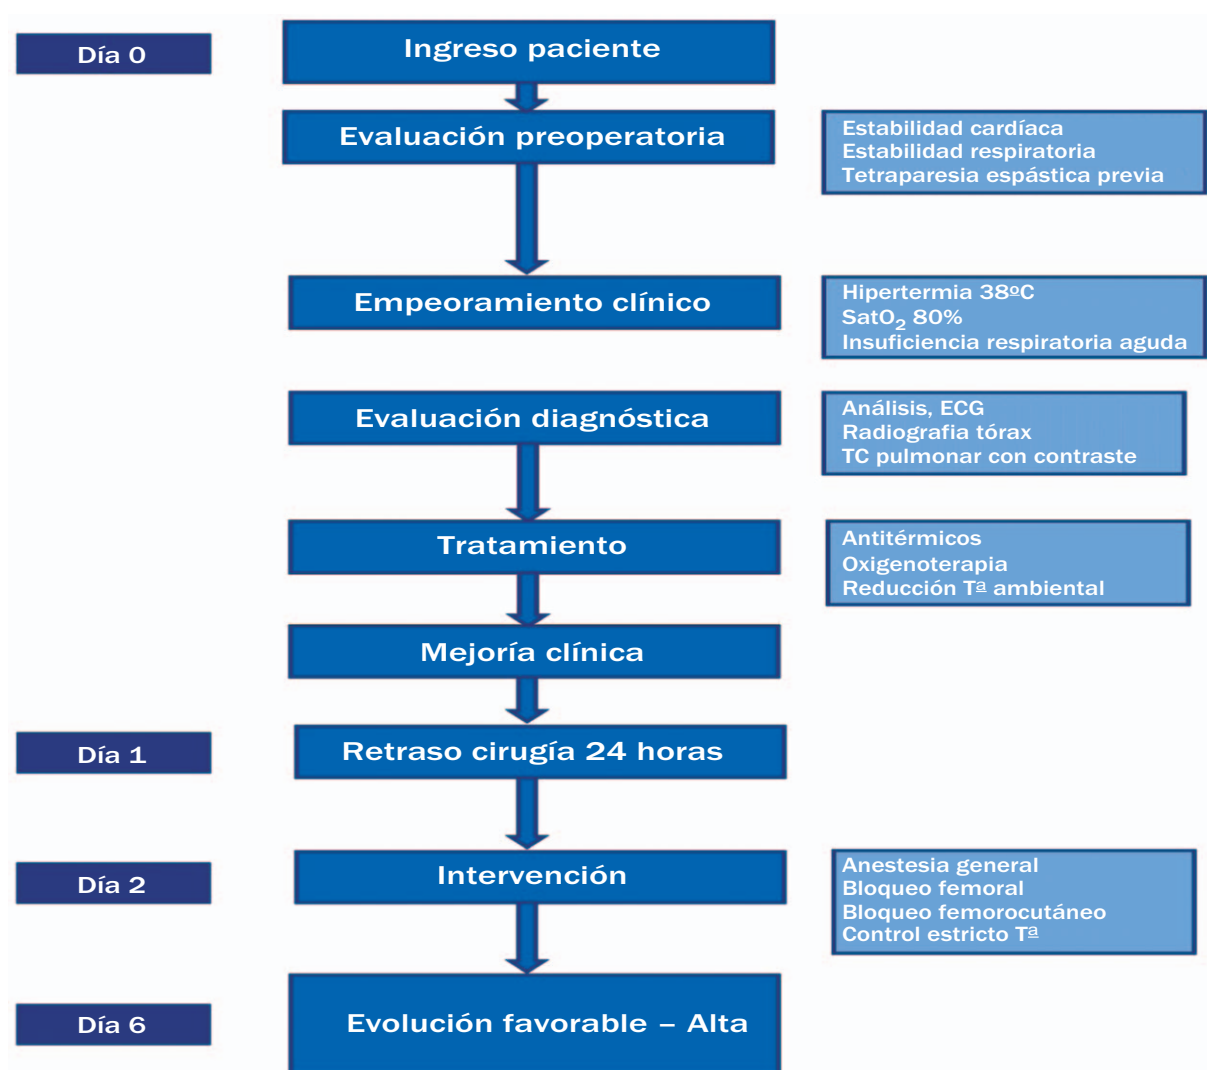 Día 0
Ingreso paciente
Evaluación preoperatoria
Estabilidad cardíaca
Estabilidad respiratoria
Tetraparesia espástica previa
Empeoramiento clínico
Hipertermia 38ºC
SatO₂ 80%
Insuficiencia respiratoria aguda
Evaluación diagnóstica
Análisis, ECG
Radiografia tórax
TC pulmonar con contraste
Tratamiento
Antitérmicos
Oxigenoterapia
Reducción Tª ambiental
Mejoría clínica
Día 1
Retraso cirugía 24 horas
Día 2
Intervención
Anestesia general
Bloqueo femoral
Bloqueo femorocutáneo
Control estricto Tª
Día 6
Evolución favorable – Alta